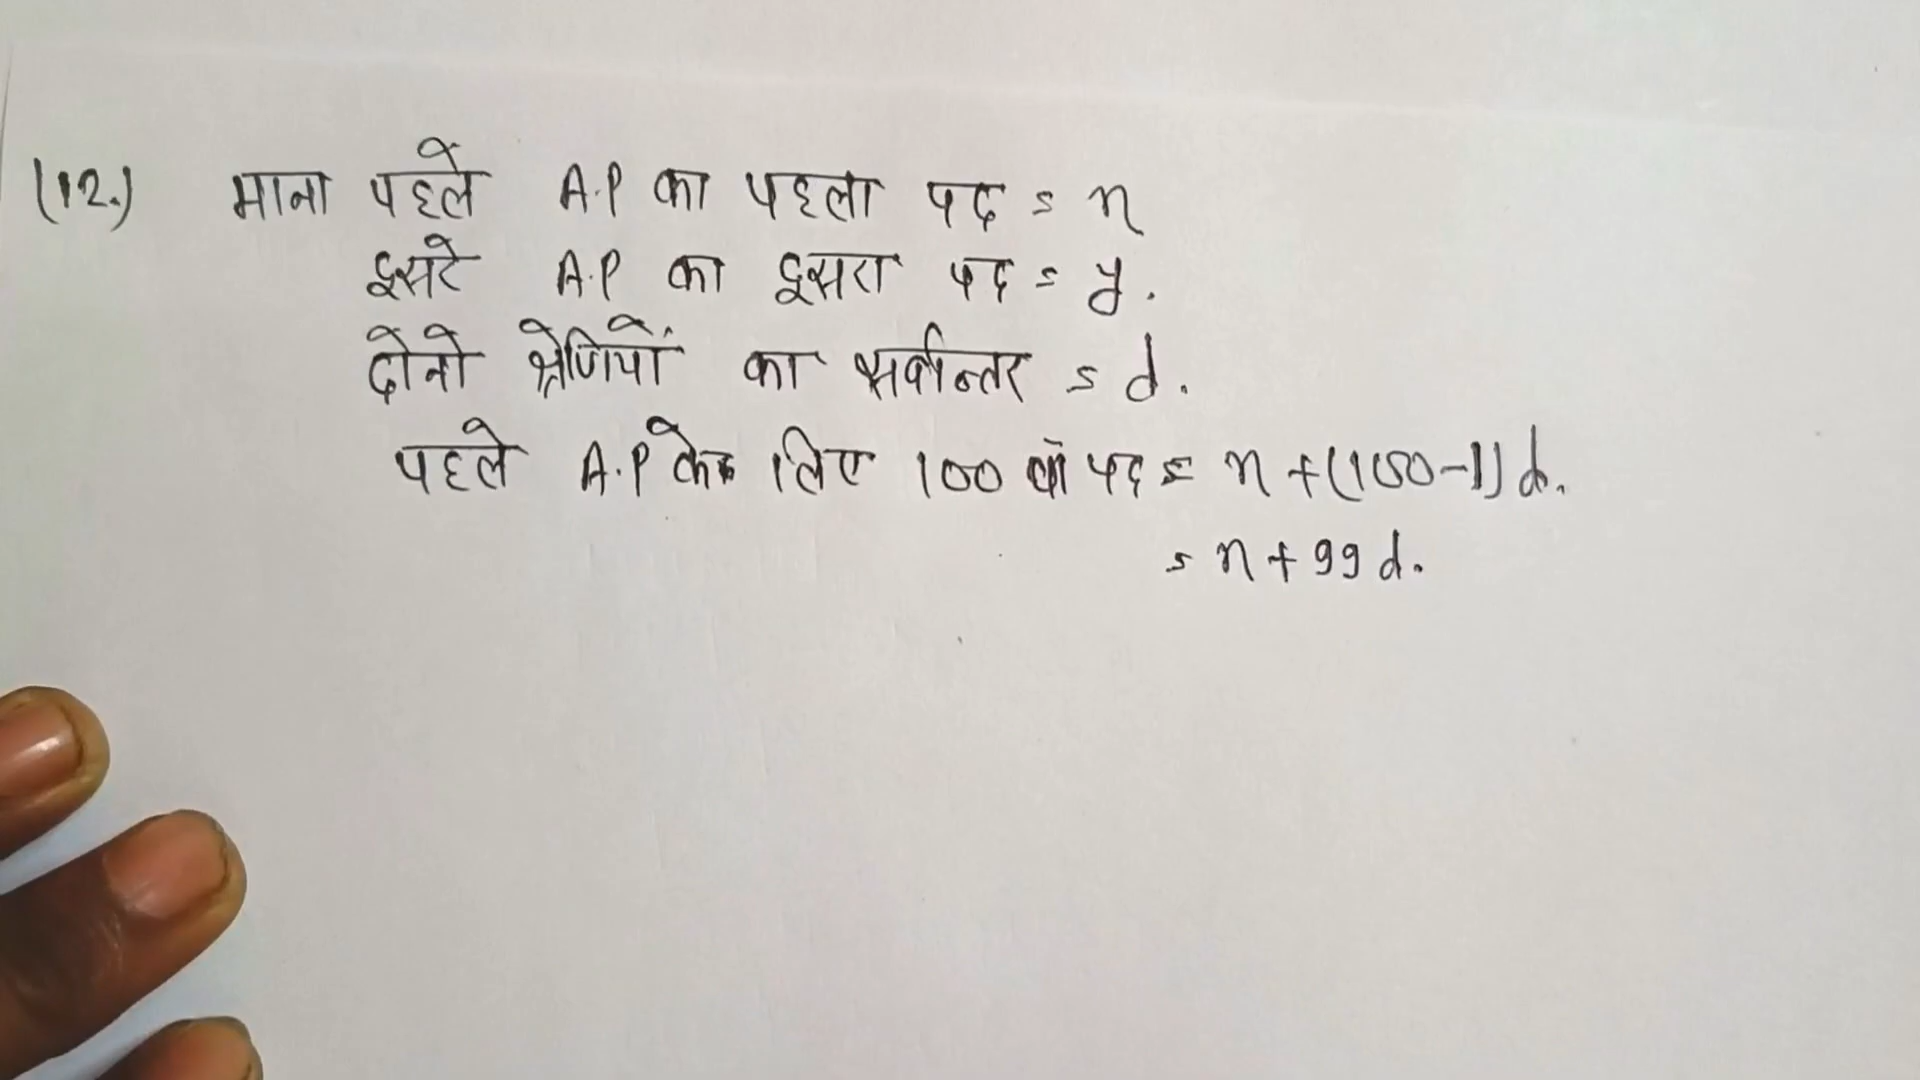 (12.) माना पहले A.P का पहला पद = x
दूसरे A.P का दूसरा पद = y.
दोनो श्रेणियों का सर्वान्तर = d.
पहले A.P के लिए 100 वां पद = x + (100-1) d.
= x + 99 d.